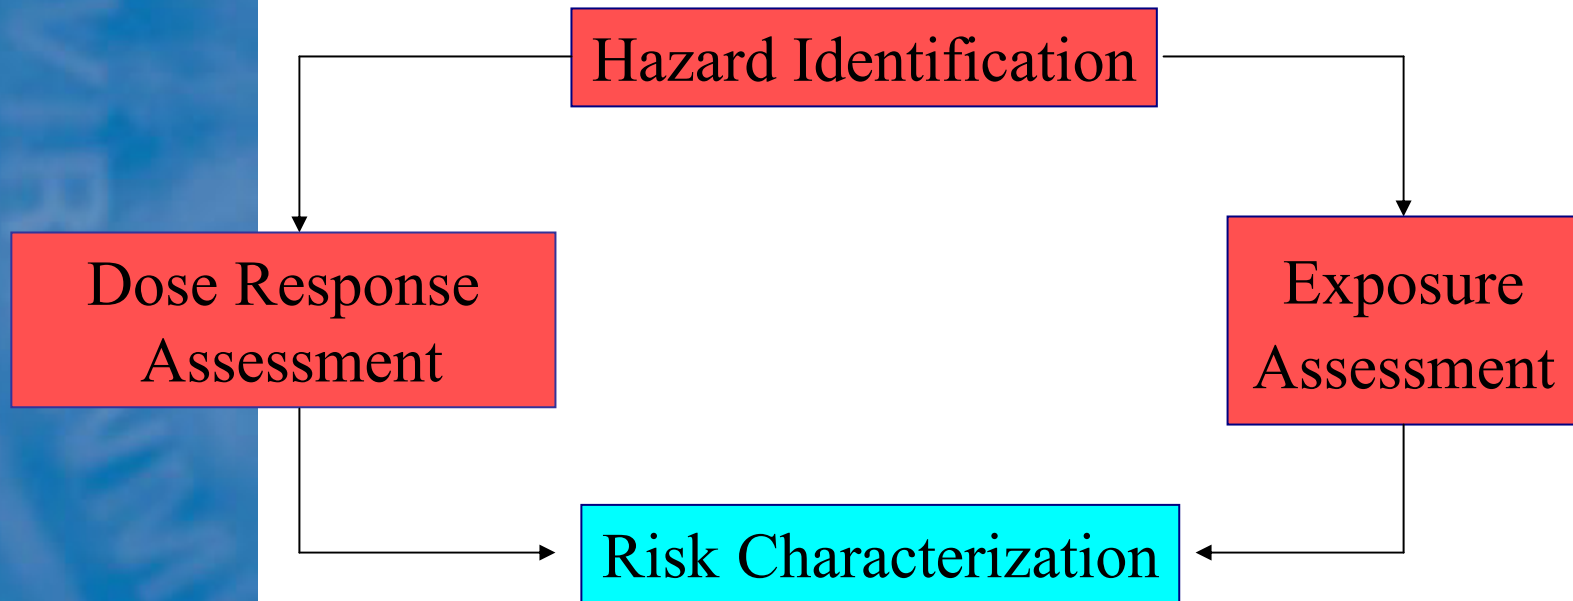 Hazard Identification
Dose Response
Assessment
Exposure
Assessment
Risk Characterization